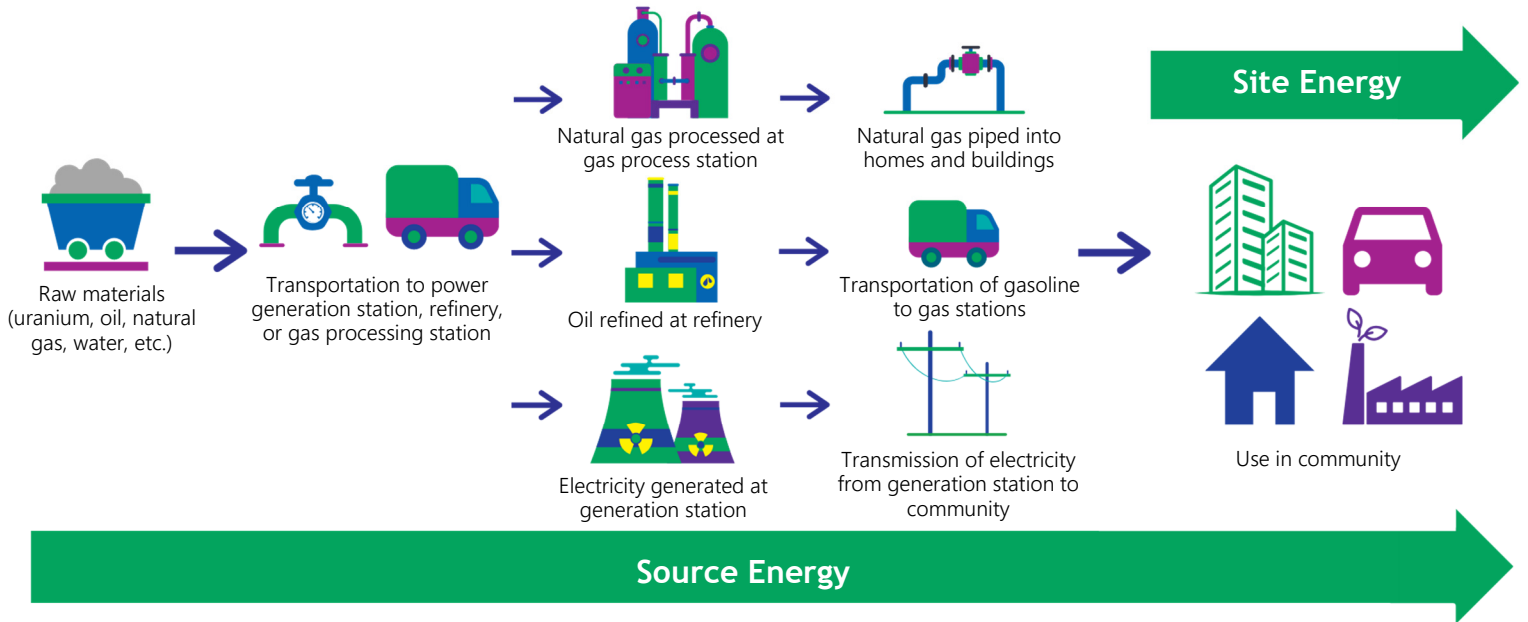 Site Energy
Natural gas processed at
gas process station
Natural gas piped into
homes and buildings
Raw materials
(uranium, oil, natural
gas, water, etc.)
Transportation to power
generation station, refinery,
or gas processing station
Oil refined at refinery
Transportation of gasoline
to gas stations
Electricity generated at
generation station
Transmission of electricity
from generation station to
community
Use in community
Source Energy